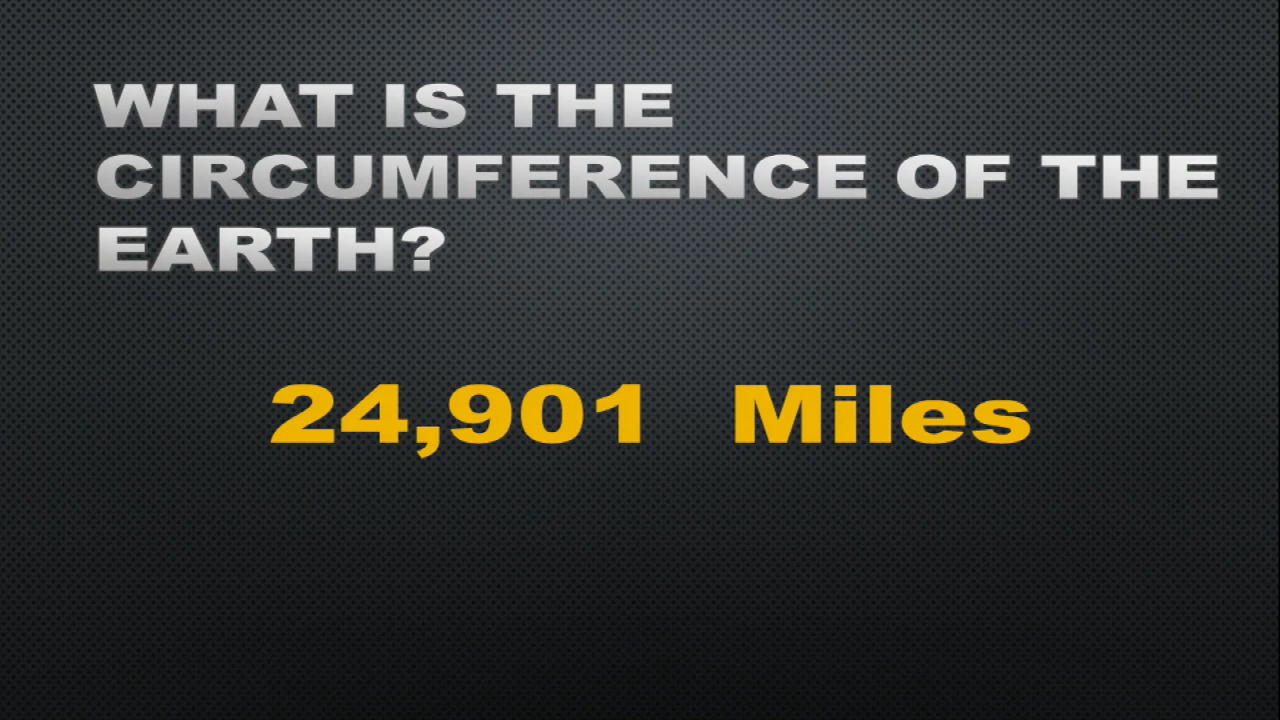 WHAT IS THE
CIRCUMFERENCE OF THE
EARTH?
24,901 Miles